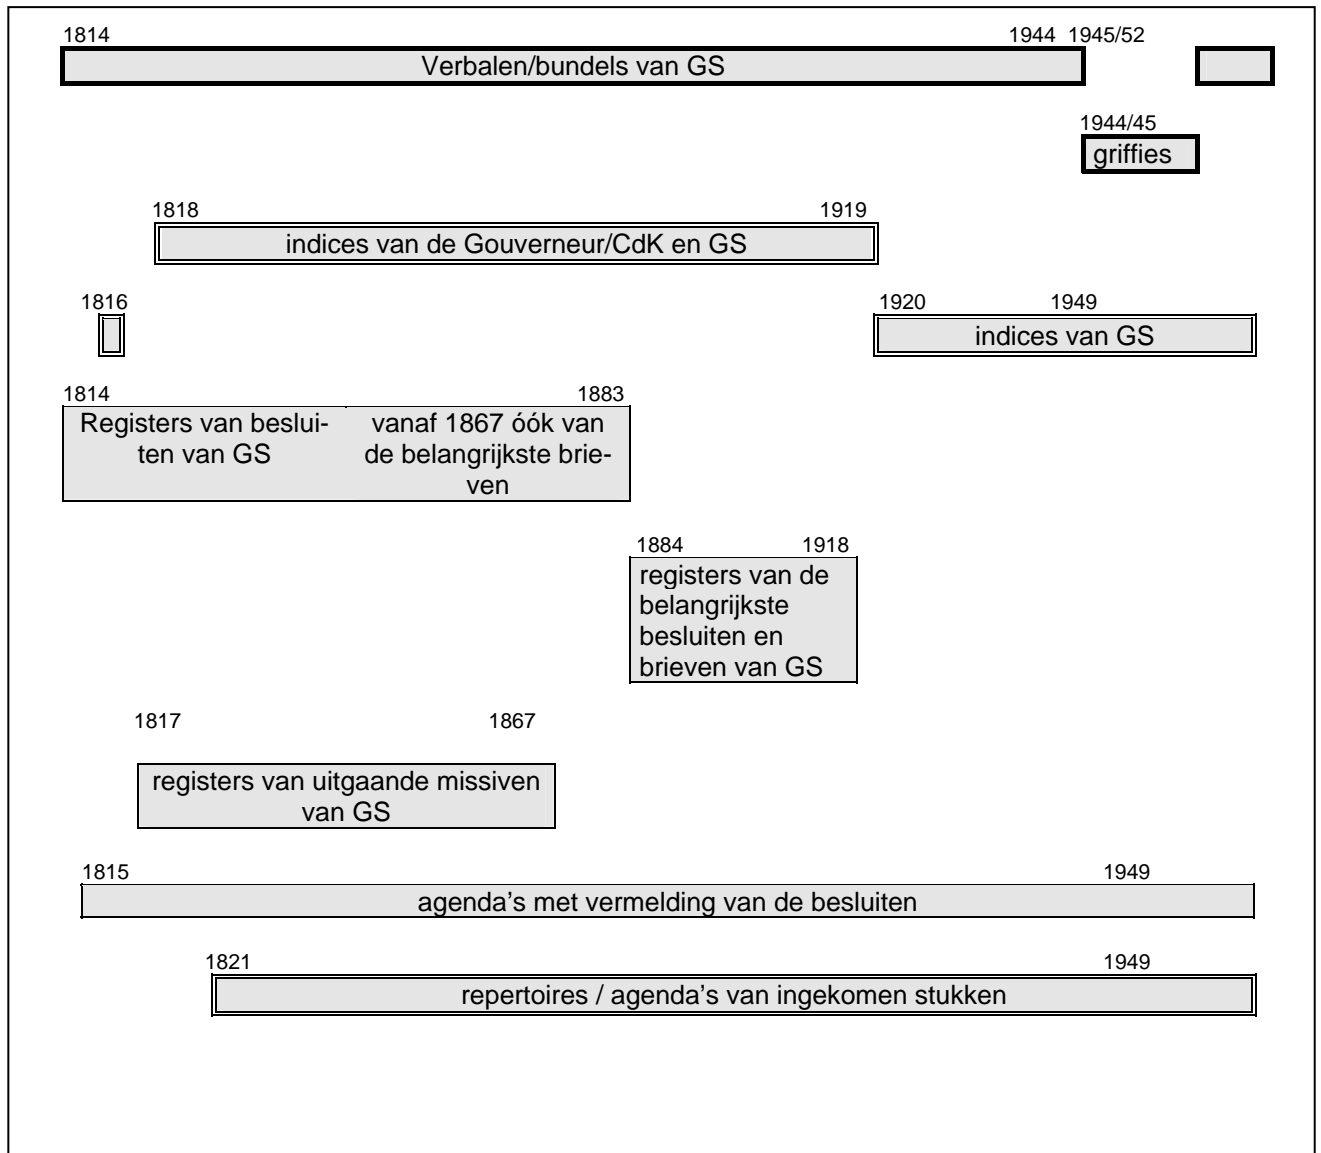 1814 1944 1945/52
Verbalen/bundels van GS
1944/45
griffies
1818 1919
indices van de Gouverneur/CdK en GS
1816 1920 1949
indices van GS
1814 1883
Registers van beslui-
ten van GS
vanaf 1867 óók van
de belangrijkste brie-
ven
1884 1918
registers van de
belangrijkste
besluiten en
brieven van GS
1817 1867
registers van uitgaande missiven
van GS
1815 1949
agenda's met vermelding van de besluiten
1821 1949
repertoires / agenda's van ingekomen stukken